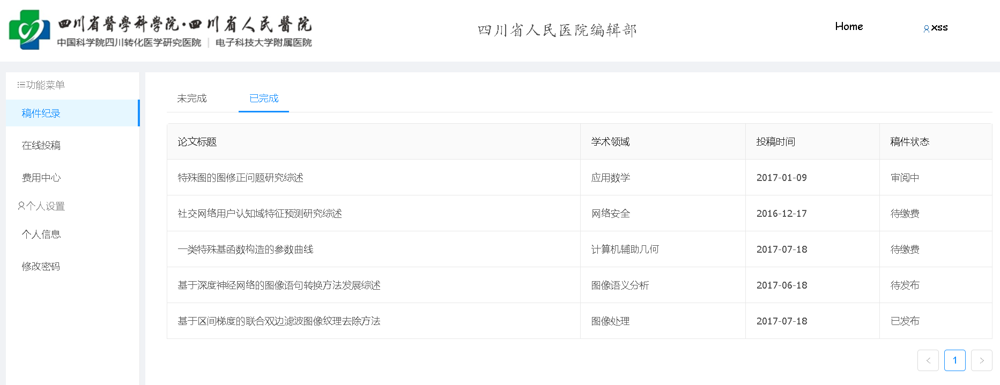 四川省醫學科学院·四川省人民醫院
中国科学院四川转化医学研究医院 | 电子科技大学附属医院
四川省人民医院编辑部
Home
xss
功能菜单
稿件纪录
在线投稿
费用中心
个人设置
个人信息
修改密码
未完成 已完成
论文标题 学术领域 投稿时间 稿件状态
特殊图的图修正问题研究综述 应用数学 2017-01-09 审阅中
社交网络用户认知域特征预测研究综述 网络安全 2016-12-17 待缴费
一类特殊基函数构造的参数曲线 计算机辅助几何 2017-07-18 待缴费
基于深度神经网络的图像语句转换方法发展综述 图像语义分析 2017-06-18 待发布
基于区间梯度的联合双边滤波图像纹理去除方法 图像处理 2017-07-18 已发布
< 1 >